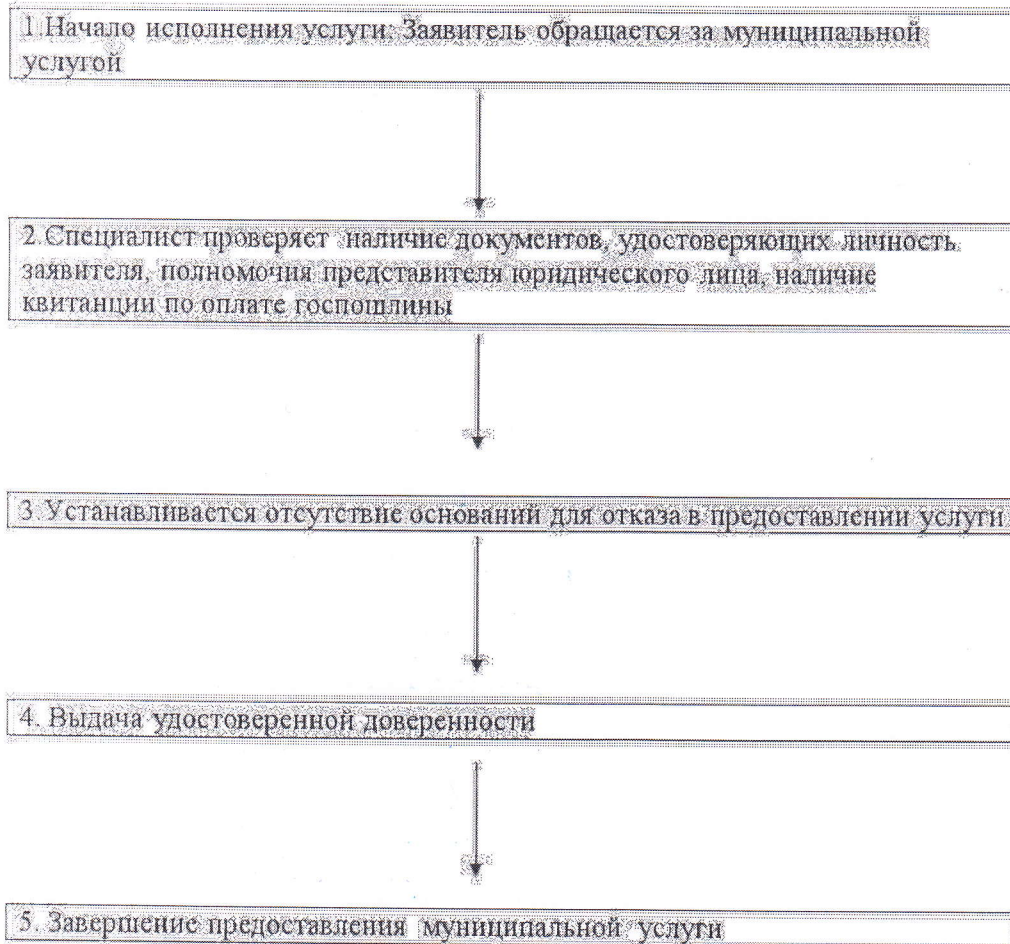 1.Начало исполнения услуги: Заявитель обращается за муниципальной
услугой
2.Специалист проверяет наличие документов, удостоверяющих личность
заявителя, полномочия представителя юридического лица, наличие
квитанции по оплате госпошлины
3.Устанавливается отсутствие оснований для отказа в предоставлении услуги
4. Выдача удостоверенной доверенности
5. Завершение предоставления муниципальной услуги